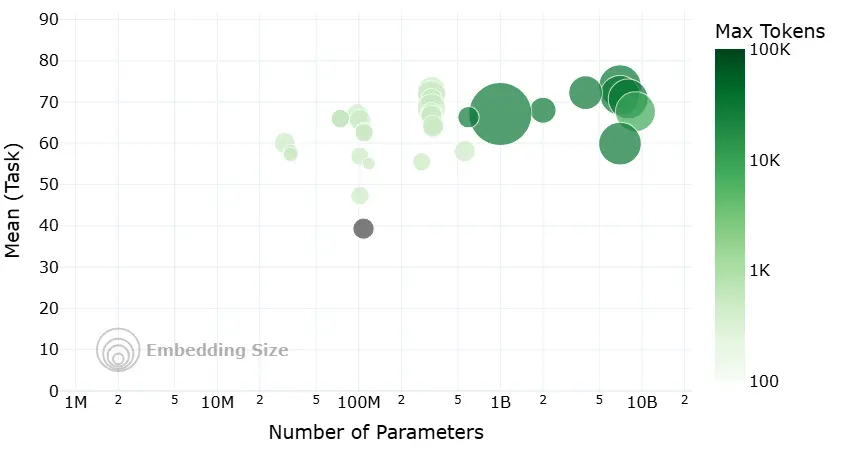 Max Tokens
100K
10K
1K
100
90
80
70
60
50
40
30
20
10
0
Mean (Task)
Embedding Size
1M 2 5 10M 2 5 100M 2 5 1B 2 5 10B 2
Number of Parameters